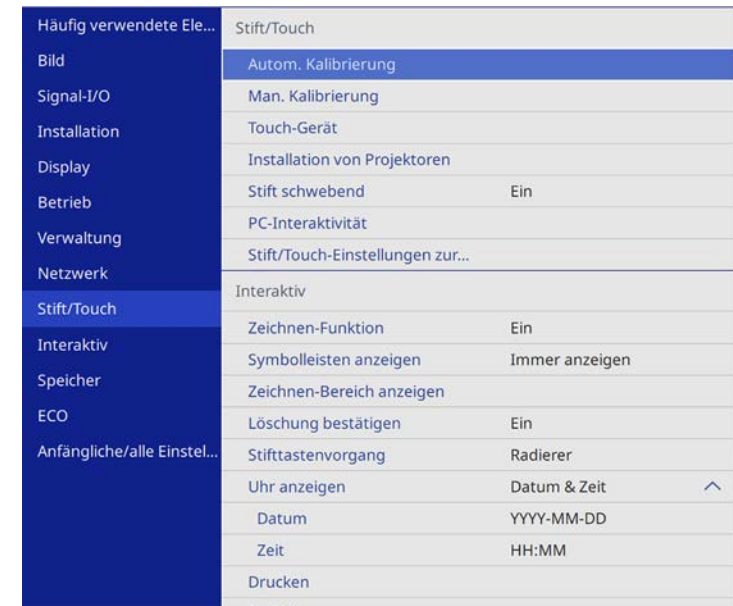 Häufig verwendete Ele...
Bild
Signal-I/O
Installation
Display
Betrieb
Verwaltung
Netzwerk
Stift/Touch
Interaktiv
Speicher
ECO
Anfängliche/alle Einstel...
Stift/Touch
Autom. Kalibrierung
Man. Kalibrierung
Touch-Gerät
Installation von Projektoren
Stift schwebend Ein
PC-Interaktivität
Stift/Touch-Einstellungen zur...
Interaktiv
Zeichnen-Funktion Ein
Symbolleisten anzeigen Immer anzeigen
Zeichnen-Bereich anzeigen
Löschung bestätigen Ein
Stifttastenvorgang Radierer
Uhr anzeigen Datum & Zeit
Datum YYYY-MM-DD
Zeit HH:MM
Drucken